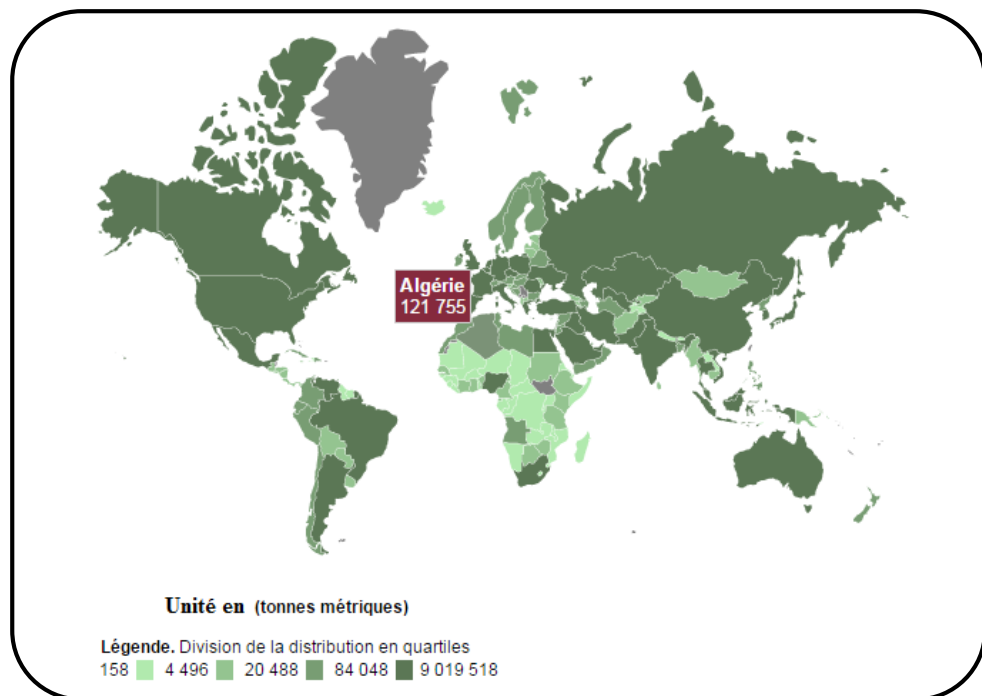 Algérie
121 755
Unité en (tonnes métriques)
Légende. Division de la distribution en quartiles
158 4 496 20 488 84 048 9 019 518